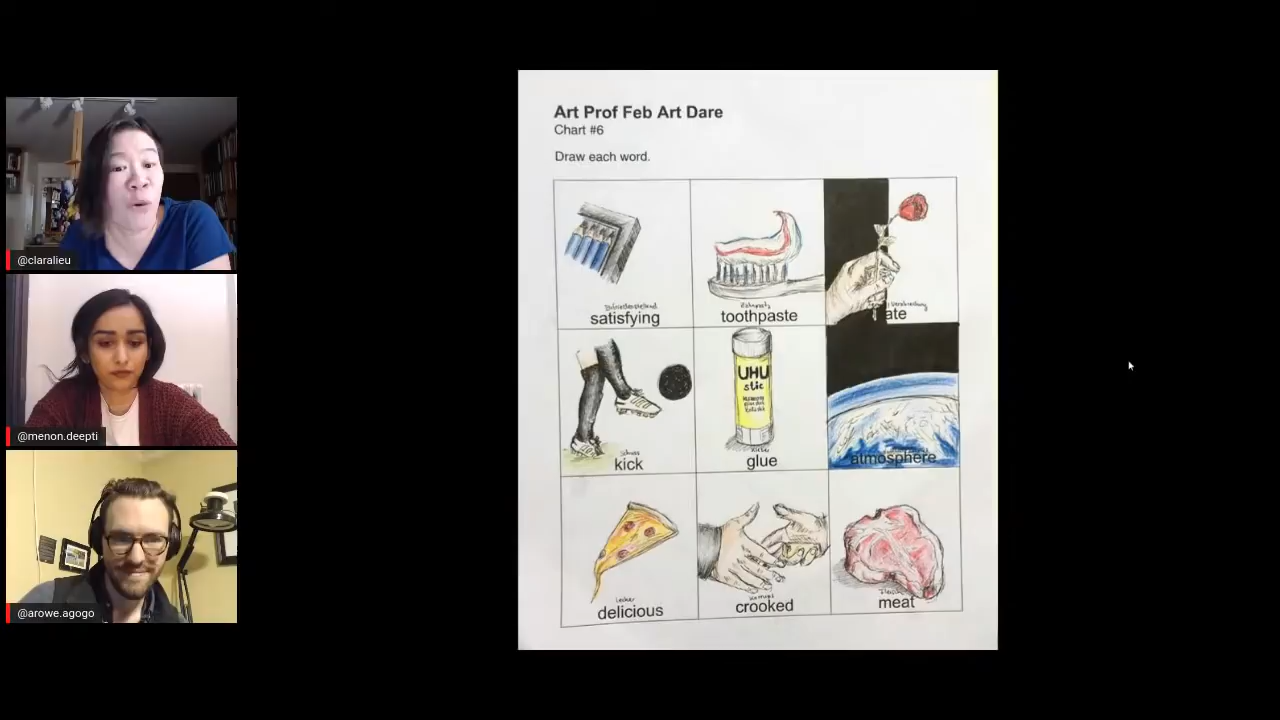 Art Prof Feb Art Dare
Chart #6
Draw each word.
satisfying
toothpaste
ate
kick
UHU
stic
glue
atmosphere
Lecker
delicious
crooked
meat
@claralieu
@menon.deepti
@arowe.agogo